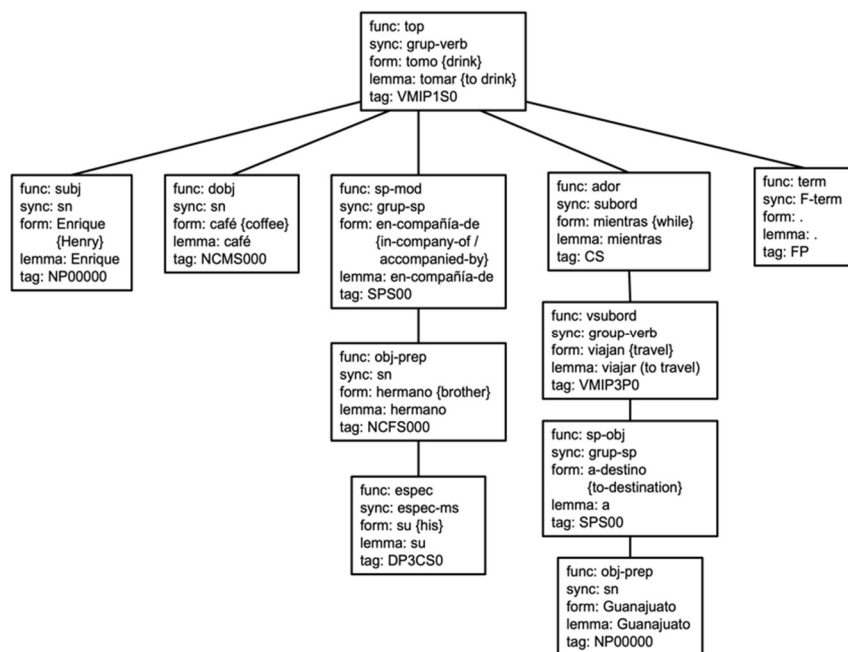 func: top
sync: grup-verb
form: tomo {drink}
lemma: tomar {to drink}
tag: VMIP1S0
func: subj
sync: sn
form: Enrique
{Henry}
lemma: Enrique
tag: NP00000
func: dobj
sync: sn
form: café {coffee}
lemma: café
tag: NCMS000
func: sp-mod
sync: grup-sp
form: en-compañía-de
{in-company-of /
accompanied-by}
lemma: en-compañía-de
tag: SPS00
func: obj-prep
sync: sn
form: hermano {brother}
lemma: hermano
tag: NCFS000
func: espec
sync: espec-ms
form: su {his}
lemma: su
tag: DP3CS0
func: ador
sync: subord
form: mientras {while}
lemma: mientras
tag: CS
func: vsubord
sync: group-verb
form: viajan {travel}
lemma: viajar (to travel)
tag: VMIP3P0
func: sp-obj
sync: grup-sp
form: a-destino
{to-destination}
lemma: a
tag: SPS00
func: obj-prep
sync: sn
form: Guanajuato
lemma: Guanajuato
tag: NP00000
func: term
sync: F-term
form: .
lemma: .
tag: FP